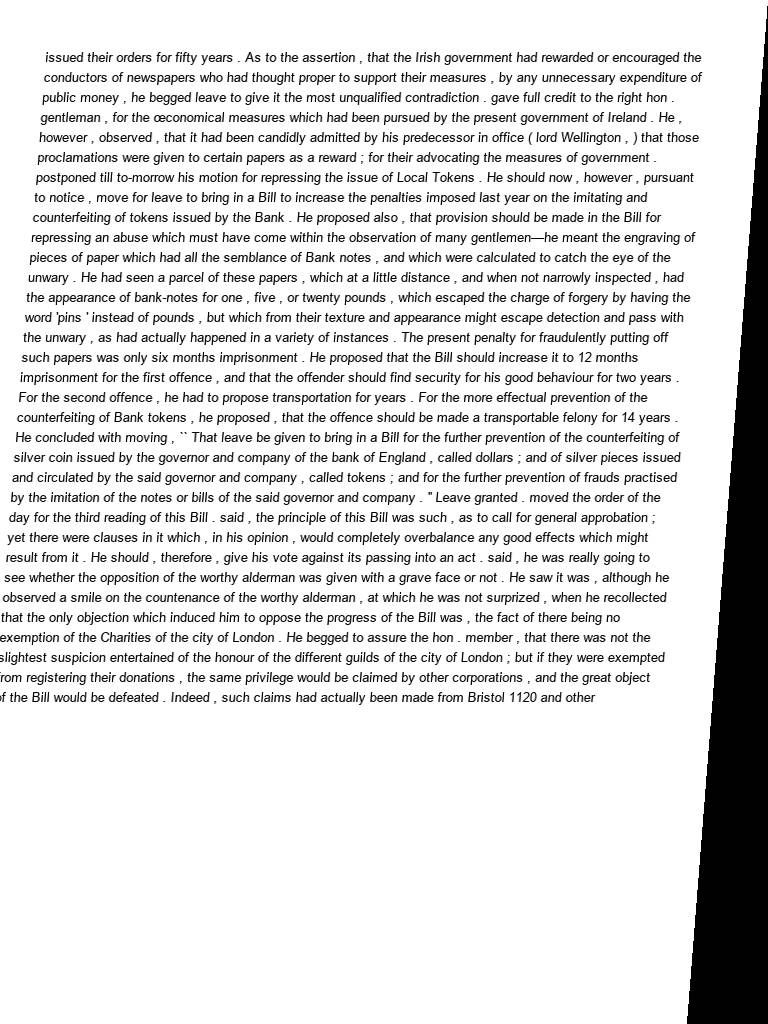 issued their orders for fifty years . As to the assertion , that the Irish government had rewarded or encouraged the
conductors of newspapers who had thought proper to support their measures , by any unnecessary expenditure of
public money , he begged leave to give it the most unqualified contradiction . gave full credit to the right hon .
gentleman , for the œconomical measures which had been pursued by the present government of Ireland . He ,
however , observed , that it had been candidly admitted by his predecessor in office ( lord Wellington , ) that those
proclamations were given to certain papers as a reward ; for their advocating the measures of government .
postponed till to-morrow his motion for repressing the issue of Local Tokens . He should now , however , pursuant
to notice , move for leave to bring in a Bill to increase the penalties imposed last year on the imitating and
counterfeiting of tokens issued by the Bank . He proposed also , that provision should be made in the Bill for
repressing an abuse which must have come within the observation of many gentlemen—he meant the engraving of
pieces of paper which had all the semblance of Bank notes , and which were calculated to catch the eye of the
unwary . He had seen a parcel of these papers , which at a little distance , and when not narrowly inspected , had
the appearance of bank-notes for one , five , or twenty pounds , which escaped the charge of forgery by having the
word 'pins ' instead of pounds , but which from their texture and appearance might escape detection and pass with
the unwary , as had actually happened in a variety of instances . The present penalty for fraudulently putting off
such papers was only six months imprisonment . He proposed that the Bill should increase it to 12 months
imprisonment for the first offence , and that the offender should find security for his good behaviour for two years .
For the second offence , he had to propose transportation for years . For the more effectual prevention of the
counterfeiting of Bank tokens , he proposed , that the offence should be made a transportable felony for 14 years .
He concluded with moving , `` That leave be given to bring in a Bill for the further prevention of the counterfeiting of
silver coin issued by the governor and company of the bank of England , called dollars ; and of silver pieces issued
and circulated by the said governor and company , called tokens ; and for the further prevention of frauds practised
by the imitation of the notes or bills of the said governor and company . " Leave granted . moved the order of the
day for the third reading of this Bill . said , the principle of this Bill was such , as to call for general approbation ;
yet there were clauses in it which , in his opinion , would completely overbalance any good effects which might
result from it . He should , therefore , give his vote against its passing into an act . said , he was really going to
see whether the opposition of the worthy alderman was given with a grave face or not . He saw it was , although he
observed a smile on the countenance of the worthy alderman , at which he was not surprized , when he recollected
that the only objection which induced him to oppose the progress of the Bill was , the fact of there being no
exemption of the Charities of the city of London . He begged to assure the hon . member , that there was not the
slightest suspicion entertained of the honour of the different guilds of the city of London ; but if they were exempted
from registering their donations , the same privilege would be claimed by other corporations , and the great object
of the Bill would be defeated . Indeed , such claims had actually been made from Bristol 1120 and other